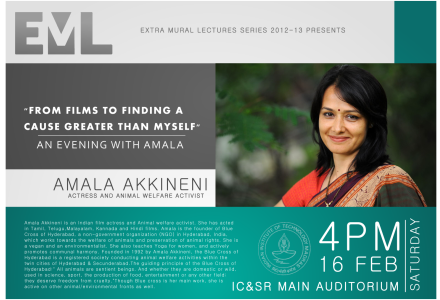 EML
EXTRA MURAL LECTURES SERIES 2012-13 PRESENTS
"FROM FILMS TO FINDING A
CAUSE GREATER THAN MYSELF"
AN EVENING WITH AMALA
AMALA AKKINENI
ACTRESS AND ANIMAL WELFARE ACTIVIST
Amala Akkineni is an Indian film actress and Animal welfare activist. She has acted
in Tamil, Telugu, Malayalam, Kannada and Hindi films. Amala is the founder of Blue
Cross of Hyderabad, a non-government organization (NGO) in Hyderabad, India,
which works towards the welfare of animals and preservation of animal rights. She is
a vegan and an environmentalist. She also teaches Yoga for women, and actively
promotes communal Harmony. Founded in 1992 by Amala Akkineni, the Blue Cross of
Hyderabad is a registered society conducting animal welfare activities within the
twin cities of Hyderabad & Secunderabad. The guiding principle of the Blue Cross of
Hyderabad:" All animals are sentient beings. And whether they are domestic or wild,
used in science, sport, the production of food, entertainment or any other field:
they deserve freedom from cruelty."Though Blue cross is her main work, she is
active on other animal/environmental fronts as well.
4PM
16 FEB
SATURDAY
IC&SR MAIN AUDITORIUM